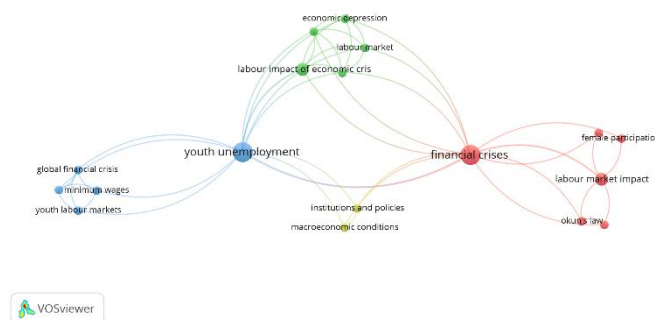 economic depression
labour market
labour impact of economic cris
youth unemployment
financial crises
female participatio
global financial crisis
minimum wages
labour market impact
youth labour markets
institutions and policies
okun's law
macroeconomic conditions
VOSviewer